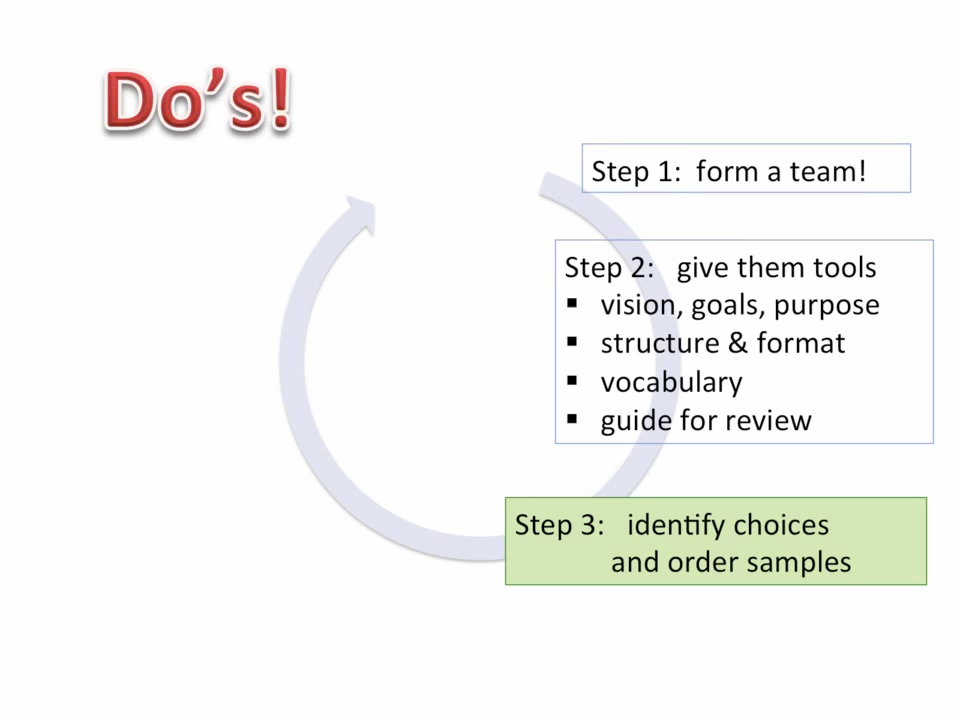 Do’s!
Step 1: form a team!
Step 2: give them tools
▪ vision, goals, purpose
▪ structure & format
▪ vocabulary
▪ guide for review
Step 3: identify choices
and order samples